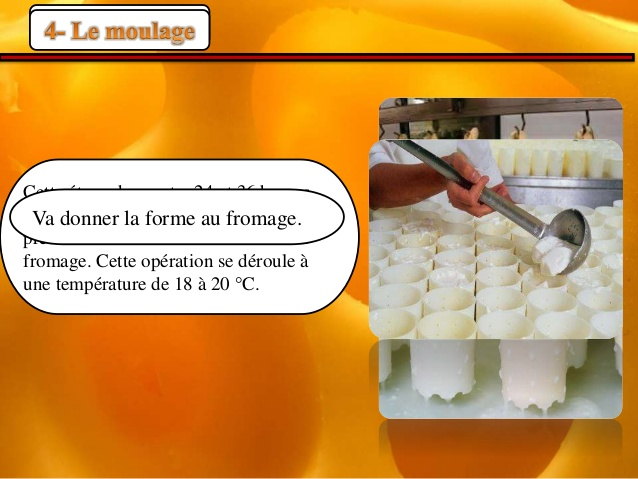 4- Le moulage
Va donner la forme au fromage.
fromage. Cette opération se déroule à
une température de 18 à 20 °C.